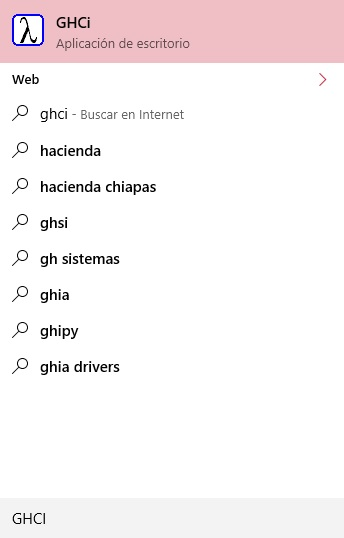 GHCi
Aplicación de escritorio
Web
ghci - Buscar en Internet
hacienda
hacienda chiapas
ghsi
gh sistemas
ghia
ghipy
ghia drivers
GHCI